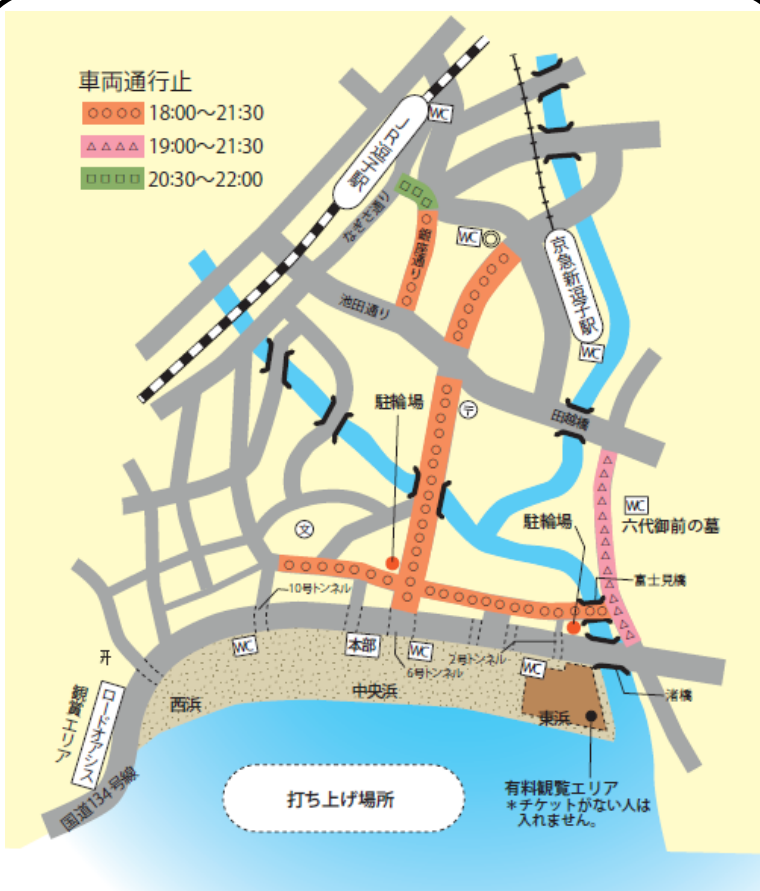 車両通行止
18:00〜21:30
19:00〜21:30
20:30〜22:00
WC
JR逗子駅
なぎさ通り
銀座通り
WC
京急新逗子駅
WC
池田通り
駐輪場
〒
田越橋
WC
六代御前の墓
駐輪場
文
富士見橋
10号トンネル
WC
本部
WC
6号トンネル
2号トンネル
WC
渚橋
西浜
中央浜
東浜
観賞エリア
ロードオアシス
国道134号線
打ち上げ場所
有料観覧エリア
＊チケットがない人は
入れません。